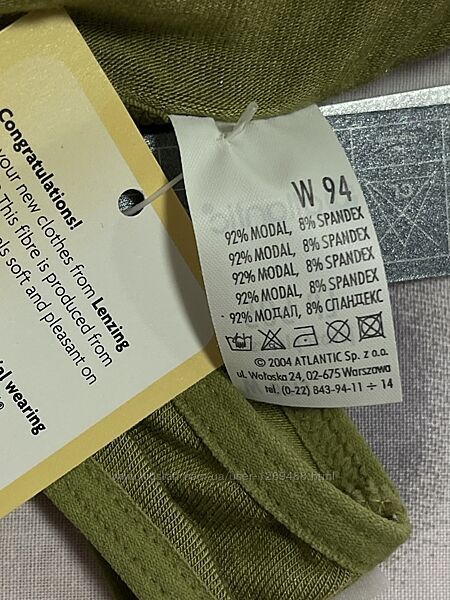 Congratulations!
your new clothes from Lenzing
This fibre is produced from
soft and pleasant on
wearing
W 94
92% MODAL, 8% SPANDEX
92% MODAL, 8% SPANDEX
92% MODAL, 8% SPANDEX
92% MODAL, 8% SPANDEX
92% МОДАЛ, 8% СПАНДЕКС
© 2004 ATLANTIC Sp. z o.o.
ul. Wołoska 24, 02-675 Warszawa
tel. (0-22) 843-94-11 ÷ 14